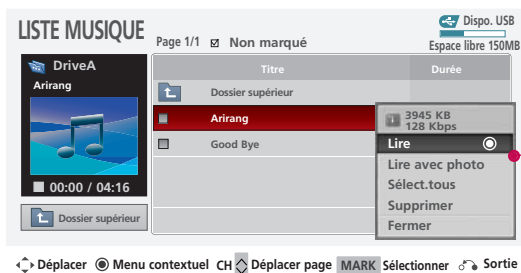 LISTE MUSIQUE
Page 1/1 Non marqué
Dispo. USB
Espace libre 150MB
DriveA
Arirang
00:00 / 04:16
Dossier supérieur
Titre Durée
Dossier supérieur
Arirang
Good Bye
3945 KB
128 Kbps
Lire
Lire avec photo
Sélect.tous
Supprimer
Fermer
Déplacer Menu contextuel CH Déplacer page MARK Sélectionner Sortie